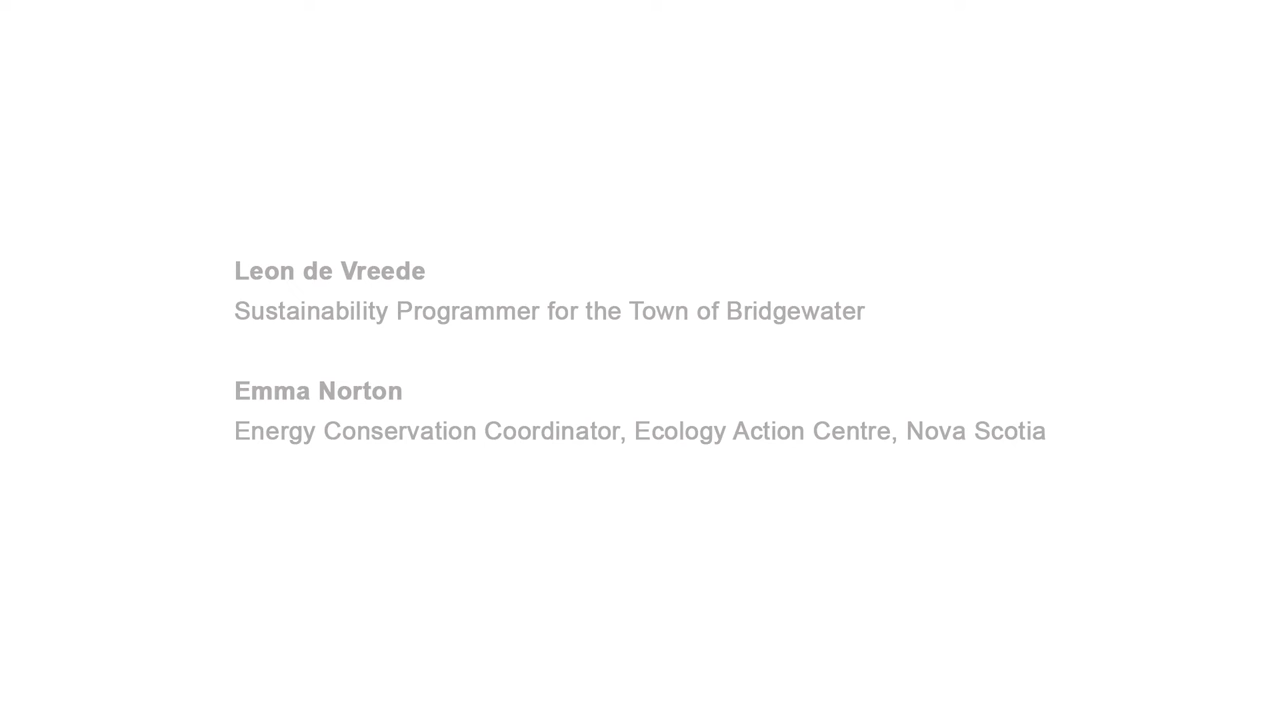 Leon de Vreede
Sustainability Programmer for the Town of Bridgewater
Emma Norton
Energy Conservation Coordinator, Ecology Action Centre, Nova Scotia